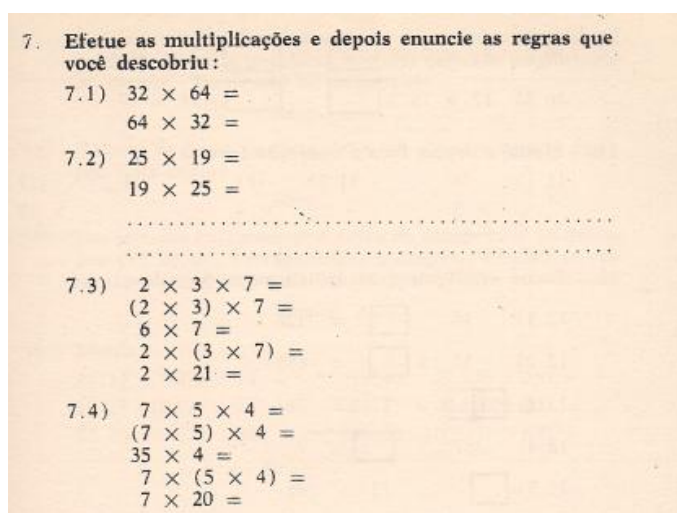 7. Efetue as multiplicações e depois enuncie as regras que
você descobriu:
7.1) 32 × 64 =
64 × 32 =
7.2) 25 × 19 =
19 × 25 =
7.3) 2 × 3 × 7 =
(2 × 3) × 7 =
6 × 7 =
2 × (3 × 7) =
2 × 21 =
7.4) 7 × 5 × 4 =
(7 × 5) × 4 =
35 × 4 =
7 × (5 × 4) =
7 × 20 =